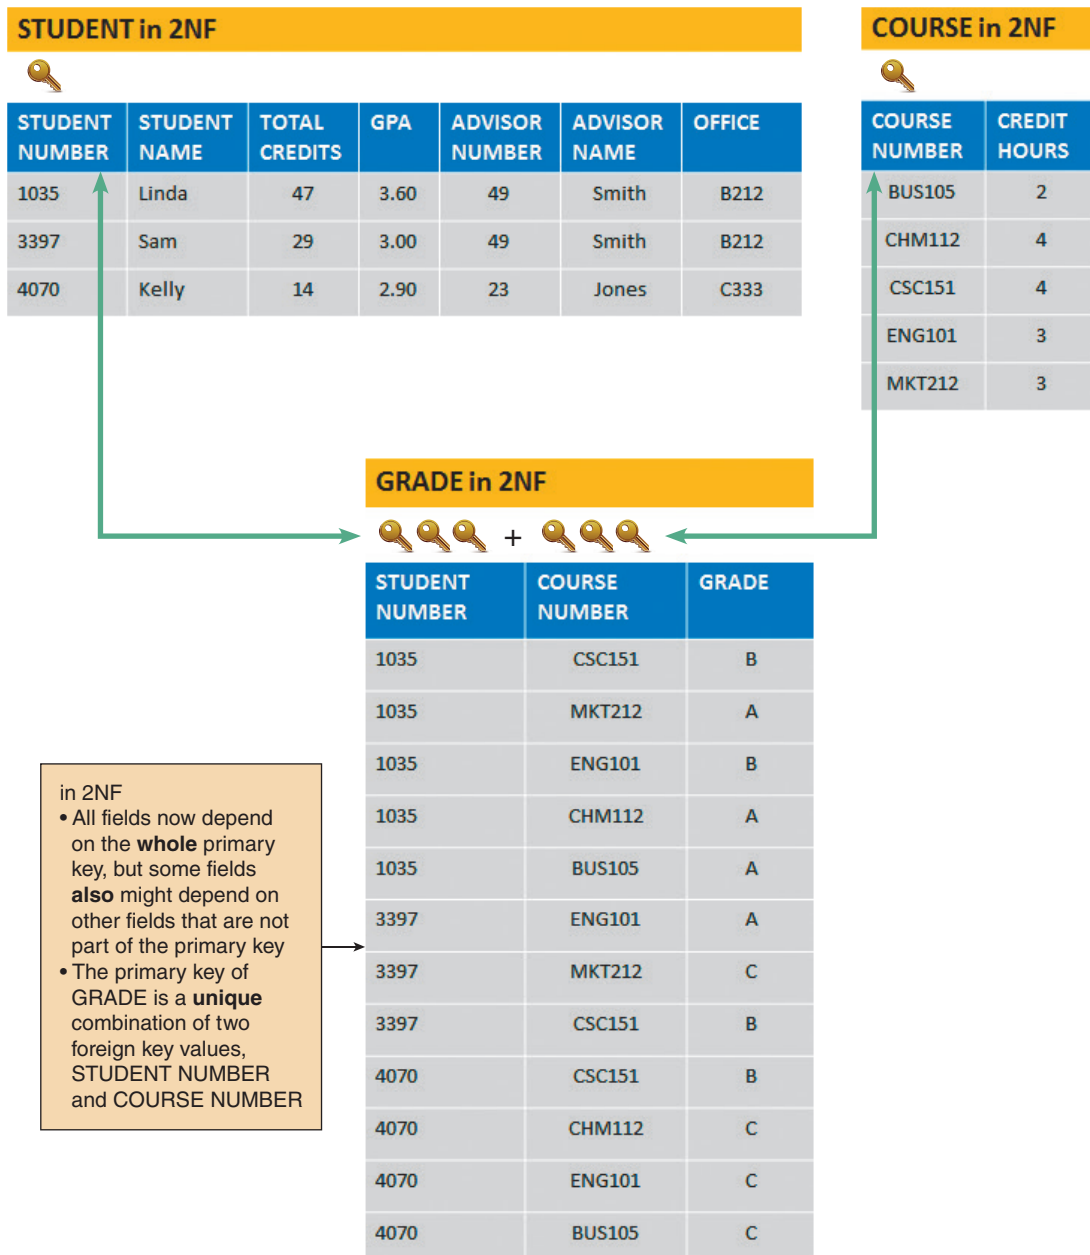 STUDENT in 2NF
STUDENT NUMBER STUDENT NAME TOTAL CREDITS GPA ADVISOR NUMBER ADVISOR NAME OFFICE
1035 Linda 47 3.60 49 Smith B212
3397 Sam 29 3.00 49 Smith B212
4070 Kelly 14 2.90 23 Jones C333
COURSE in 2NF
COURSE NUMBER CREDIT HOURS
BUS105 2
CHM112 4
CSC151 4
ENG101 3
MKT212 3
GRADE in 2NF
+
STUDENT NUMBER COURSE NUMBER GRADE
1035 CSC151 B
1035 MKT212 A
1035 ENG101 B
1035 CHM112 A
1035 BUS105 A
3397 ENG101 A
3397 MKT212 C
3397 CSC151 B
4070 CSC151 B
4070 CHM112 C
4070 ENG101 C
4070 BUS105 C
in 2NF
• All fields now depend
on the whole primary
key, but some fields
also might depend on
other fields that are not
part of the primary key
• The primary key of
GRADE is a unique
combination of two
foreign key values,
STUDENT NUMBER
and COURSE NUMBER